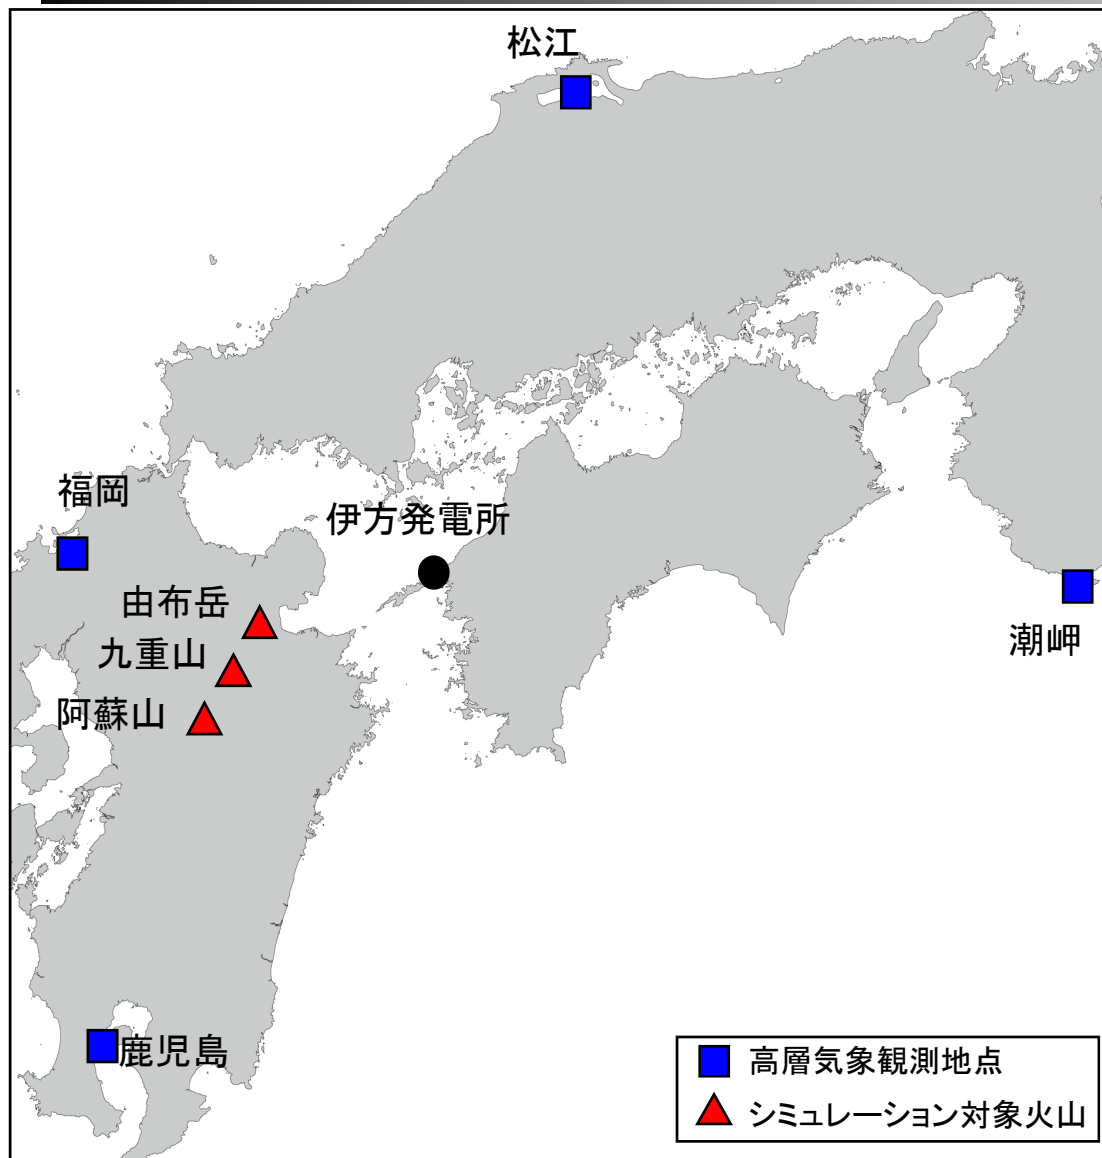 松江
福岡
伊方発電所
由布岳
九重山
潮岬
阿蘇山
鹿児島
高層気象観測地点
シミュレーション対象火山